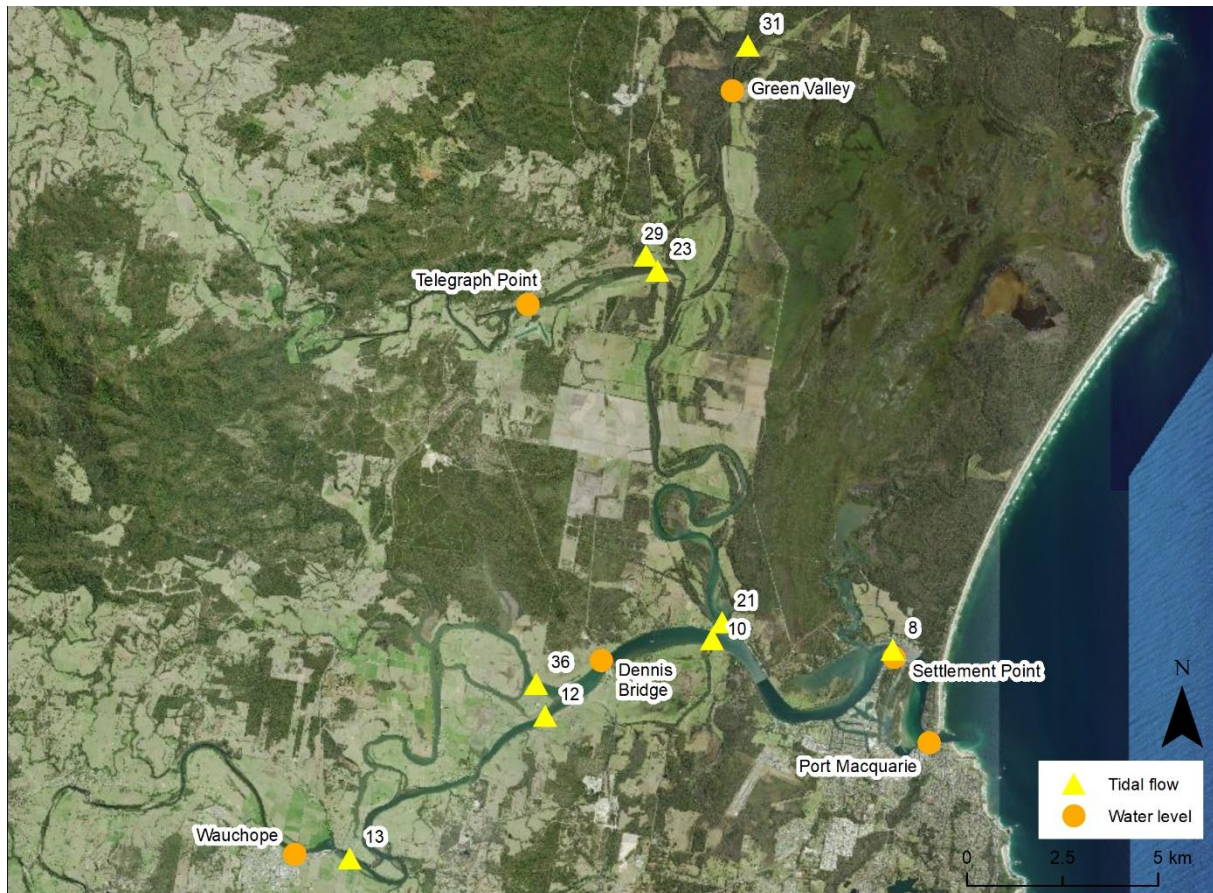 31
Green Valley
29
23
Telegraph Point
21
10
8
36
Dennis
Bridge
Settlement Point
12
N
Port Macquarie
Tidal flow
Wauchope
13
Water level
0 2.5 5 km